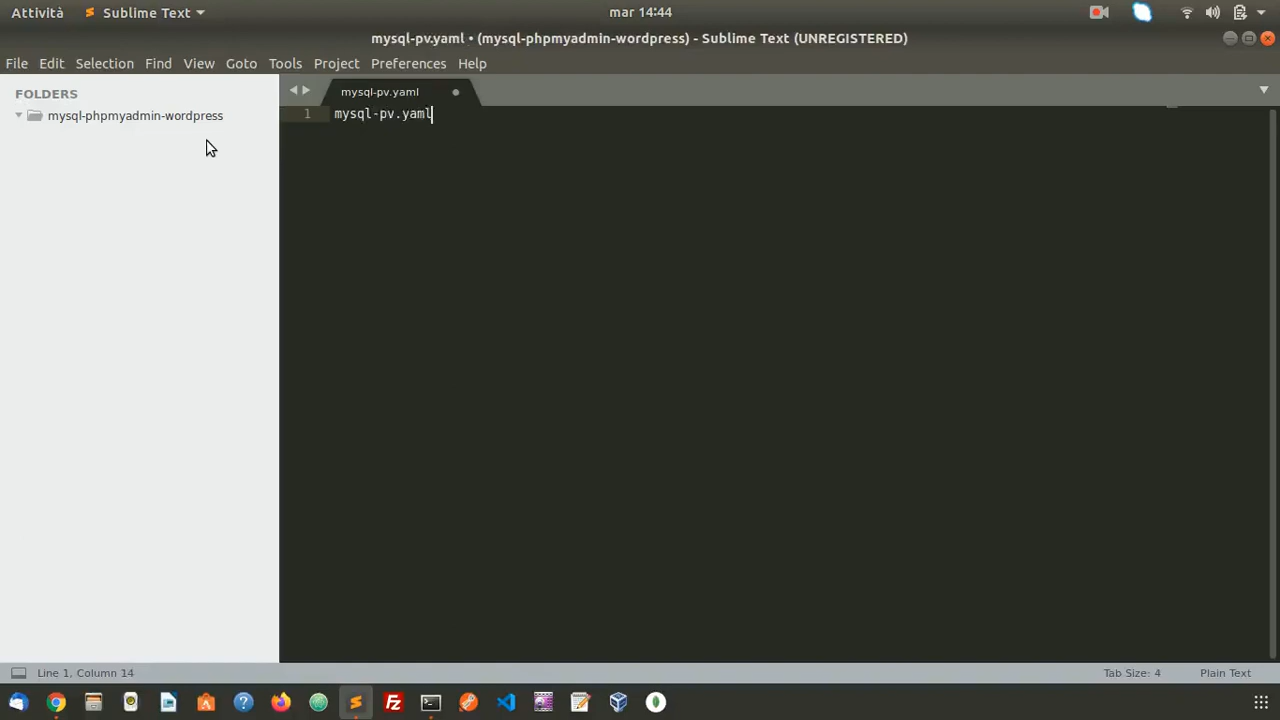 Attività Sublime Text mar 14:44
mysql-pv.yaml • (mysql-phpmyadmin-wordpress) - Sublime Text (UNREGISTERED)
File Edit Selection Find View Goto Tools Project Preferences Help
FOLDERS
mysql-phpmyadmin-wordpress
mysql-pv.yaml
1 mysql-pv.yaml
Line 1, Column 14 Tab Size: 4 Plain Text